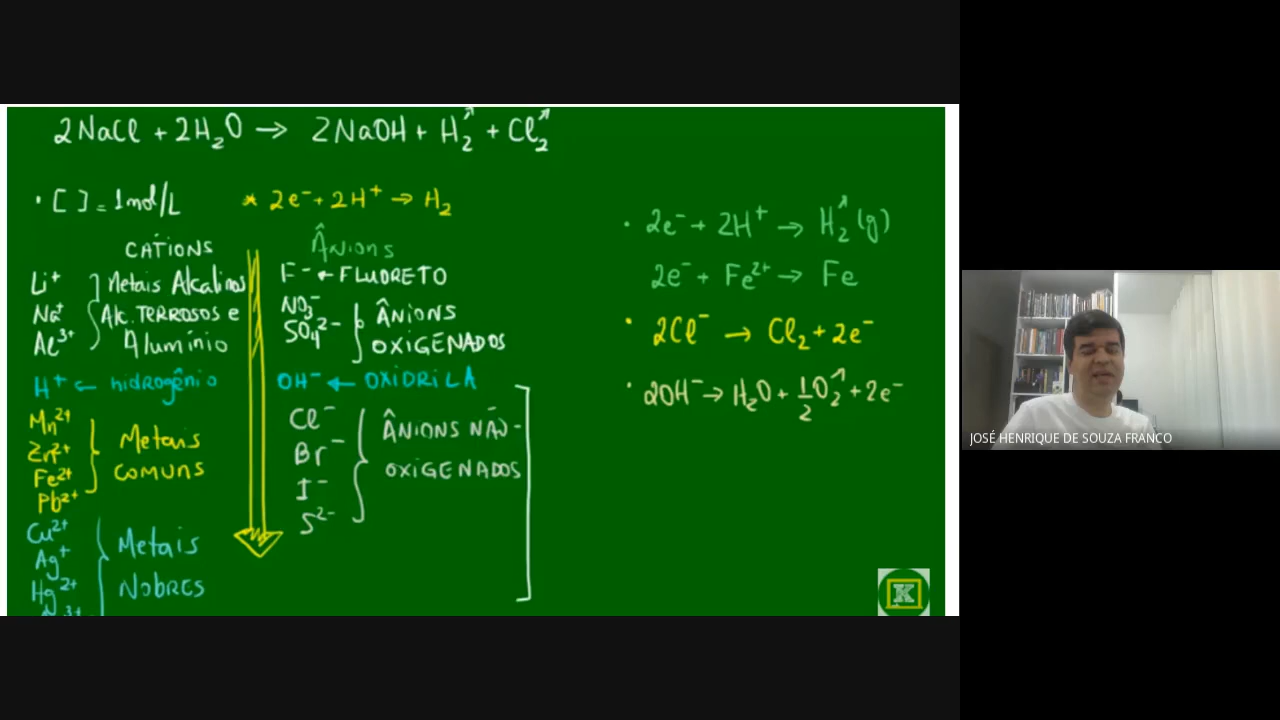 2NaCl + 2H₂O → 2NaOH + H₂↗ + Cl₂↗
• [ ] = 1mol/L
* 2e⁻ + 2H⁺ → H₂
CÁTIONS
Li⁺
Na⁺
Al³⁺
Metais Alcalinos
Alc. TERROSOS e
Alumínio
H⁺ ← hidrogênio
Mn²⁺
Zn²⁺
Fe²⁺
Pb²⁺
Metais
COMUNS
Cu²⁺
Ag⁺
Hg²⁺
Metais
NOBRES
ÂNIONS
F⁻ ← FLUORETO
NO₃⁻
SO₄²⁻
ÂNIONS
OXIGENADOS
OH⁻ ← OXIDRILA
Cl⁻
Br⁻
I⁻
S²⁻
ÂNIONS NÃO-
OXIGENADOS
• 2e⁻ + 2H⁺ → H₂↗(g)
2e⁻ + Fe²⁺ → Fe
• 2Cl⁻ → Cl₂ + 2e⁻
• 2OH⁻ → H₂O + 1/2 O₂↗ + 2e⁻
K
JOSÉ HENRIQUE DE SOUZA FRANCO